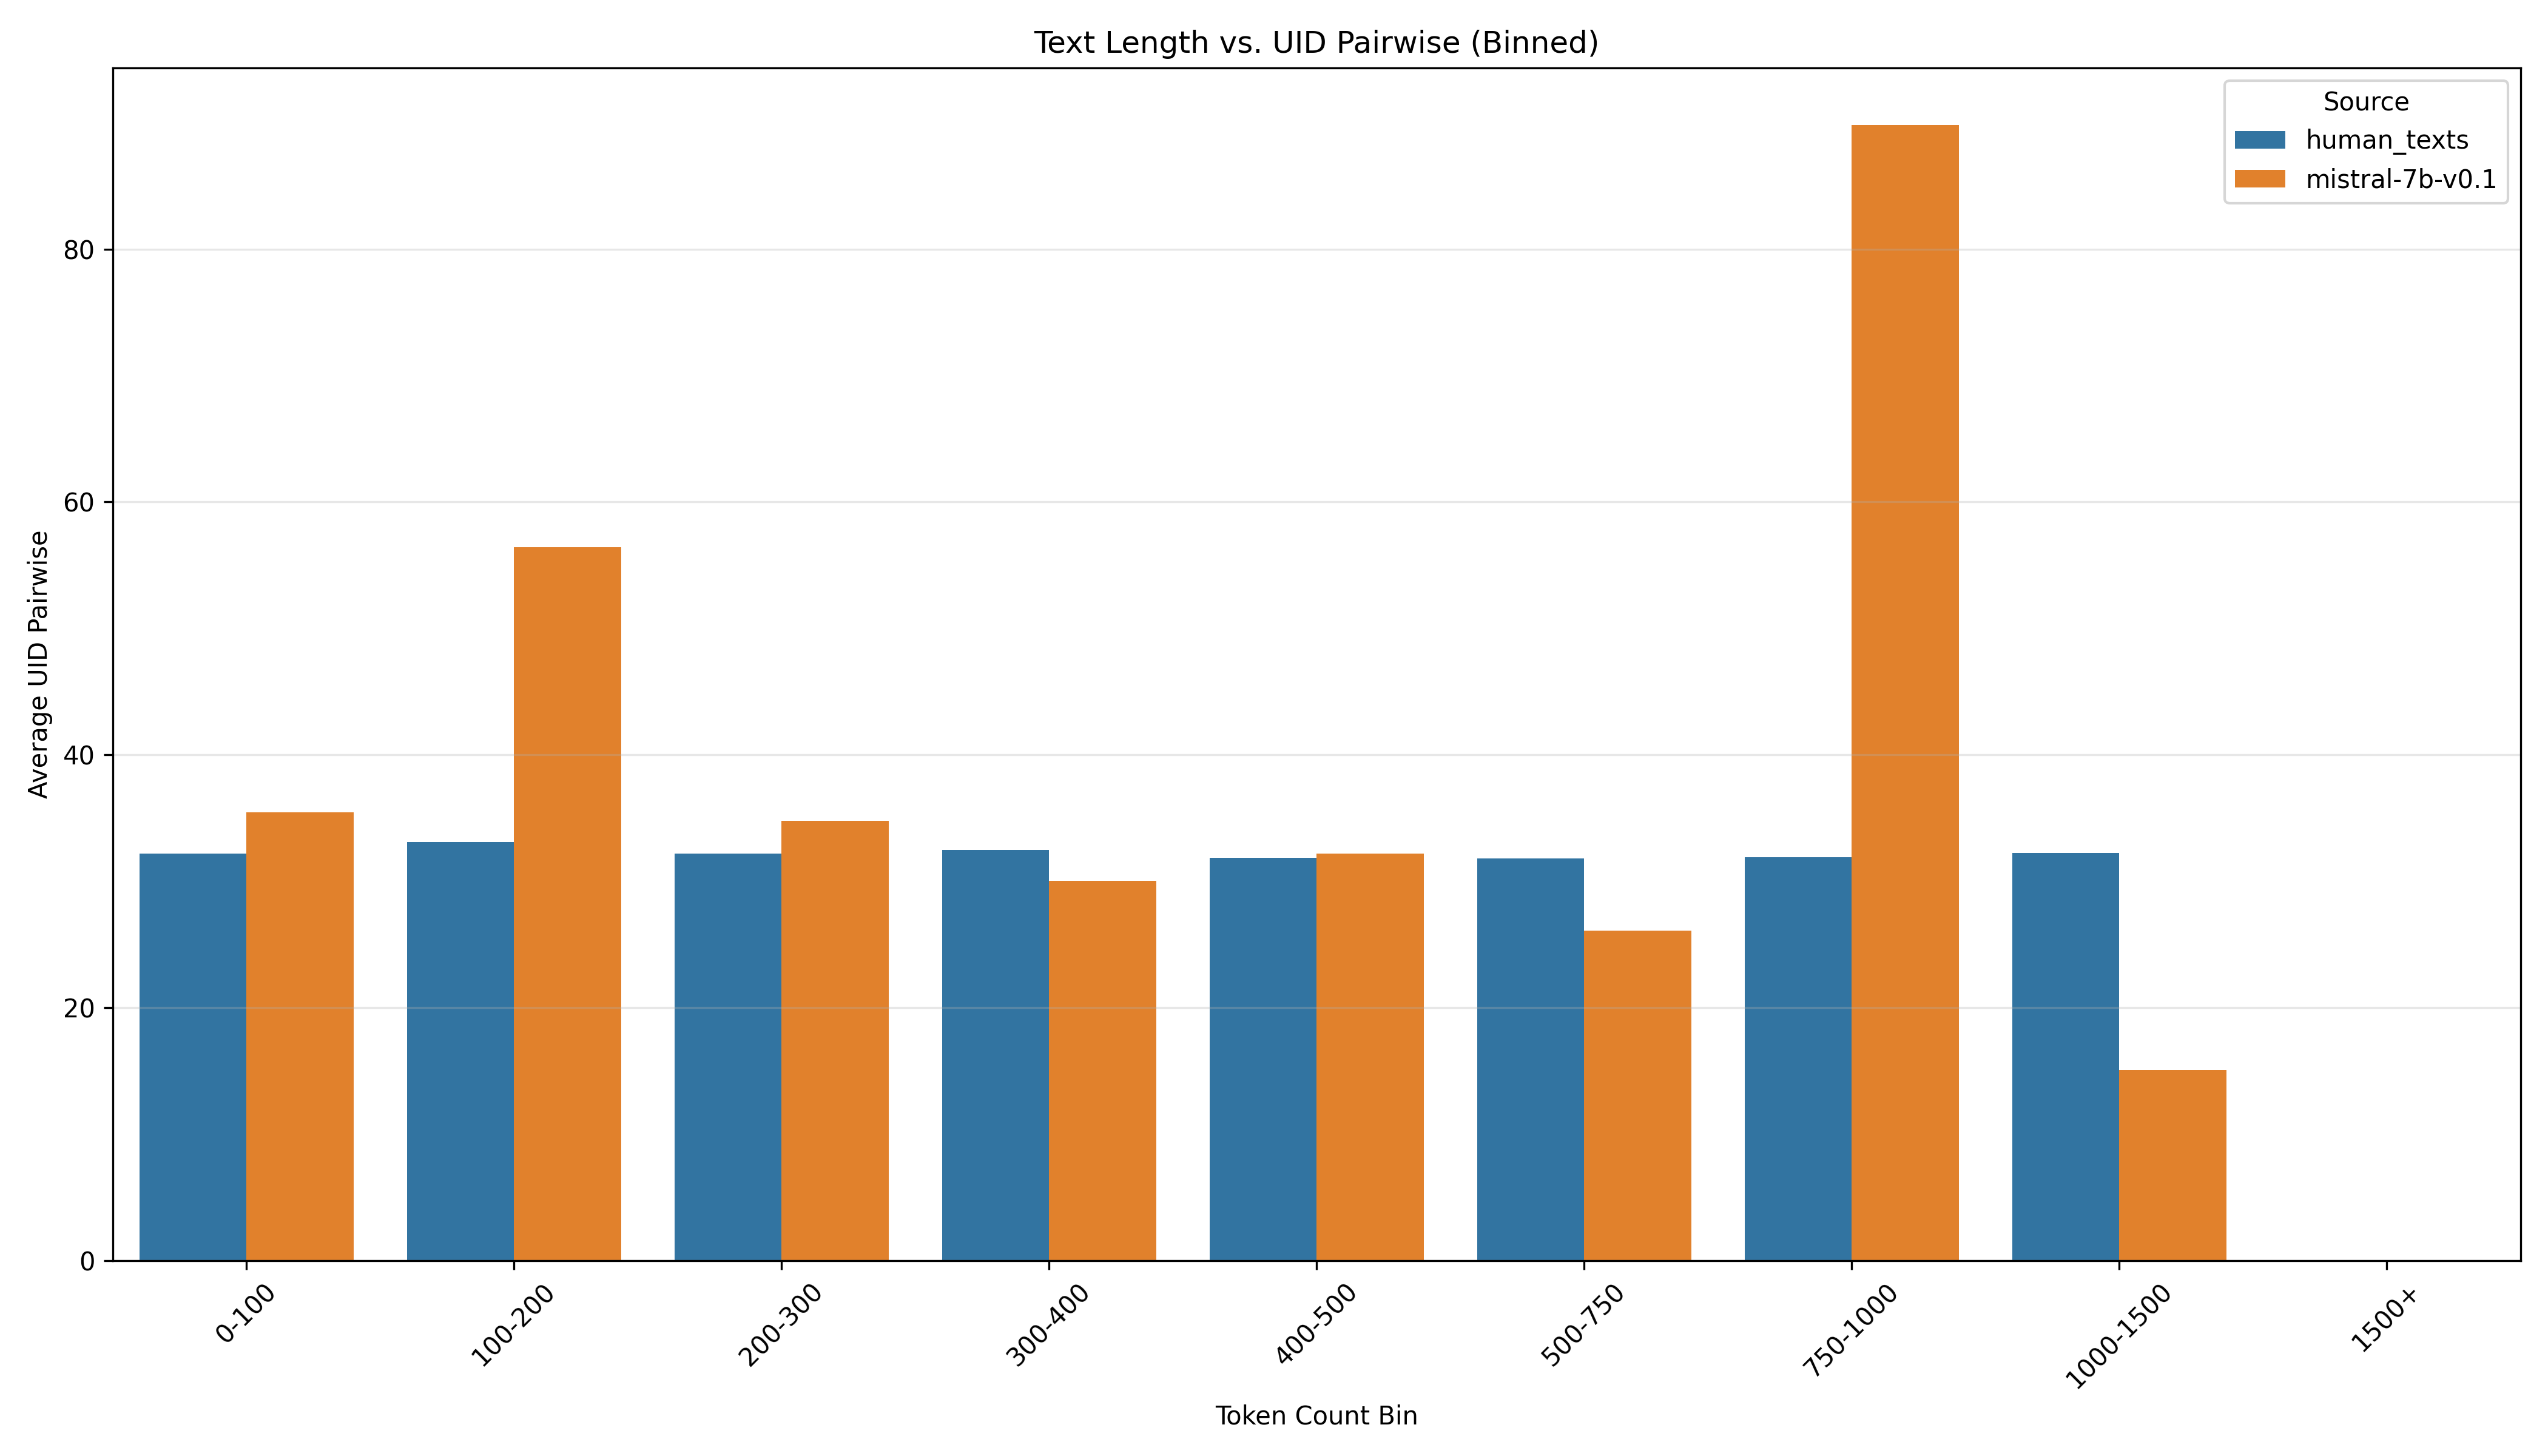 Text Length vs. UID Pairwise (Binned)
Source
human_texts
mistral-7b-v0.1
Average UID Pairwise
80
60
40
20
0
0-100
100-200
200-300
300-400
400-500
500-750
750-1000
1000-1500
1500+
Token Count Bin